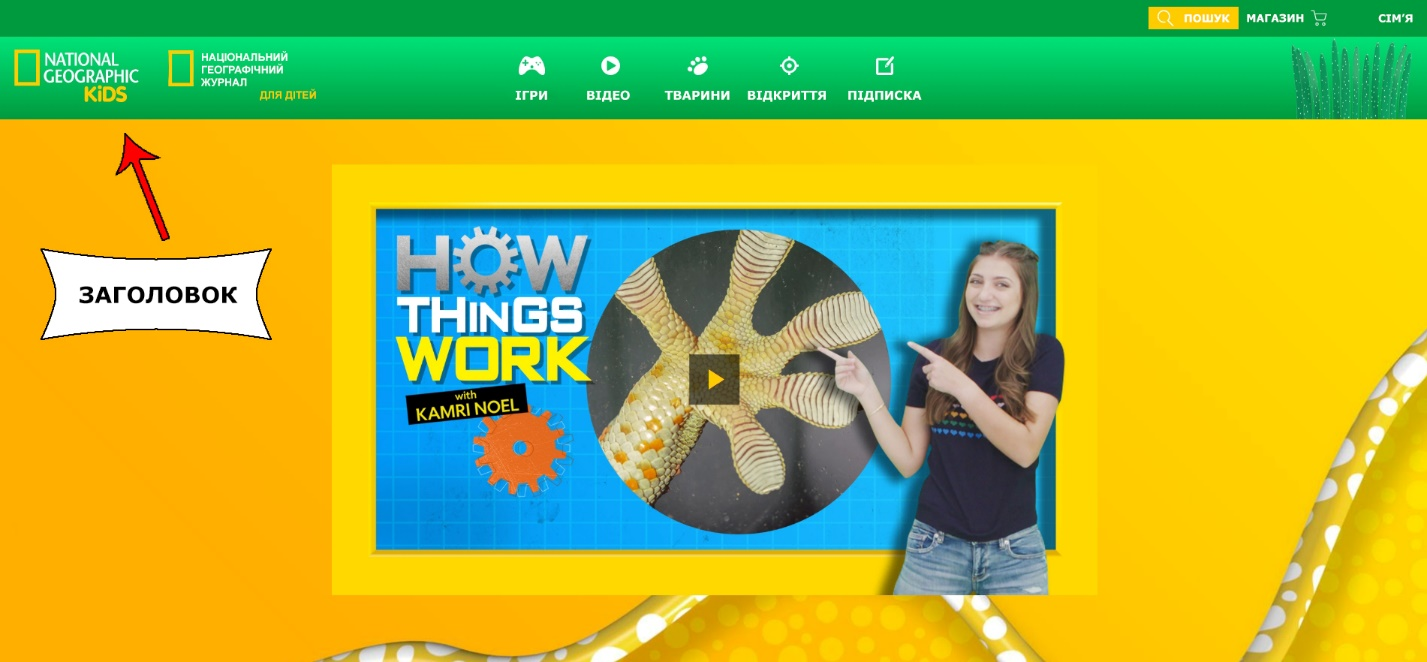 ПОШУК
МАГАЗИН
СІМ'Я
NATIONAL
GEOGRAPHIC
KiDS
НАЦІОНАЛЬНИЙ
ГЕОГРАФІЧНИЙ
ЖУРНАЛ
ДЛЯ ДІТЕЙ
ІГРИ
ВІДЕО
ТВАРИНИ
ВІДКРИТТЯ
ПІДПИСКА
ЗАГОЛОВОК
HOW
THINGS
WORK
with
KAMRI NOEL